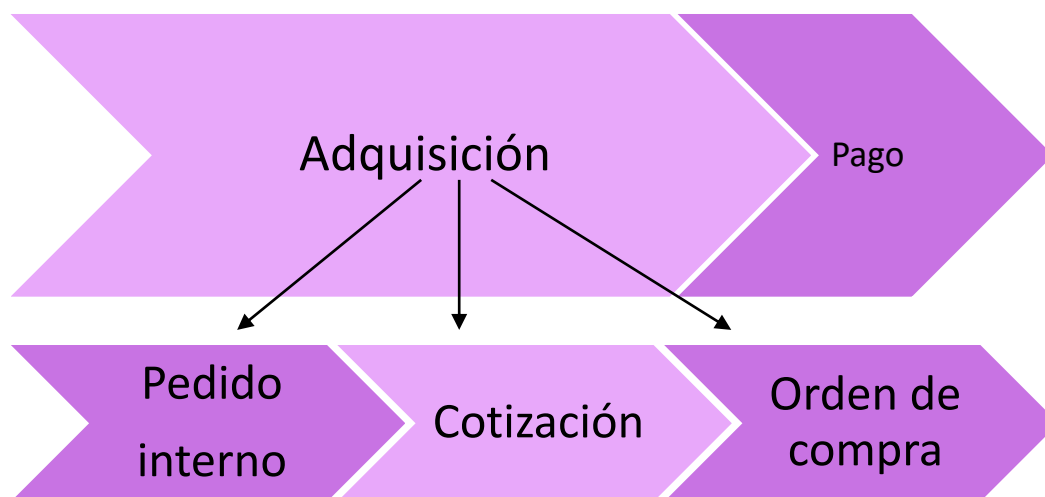 Adquisición
Pago
Pedido
interno
Cotización
Orden de
compra